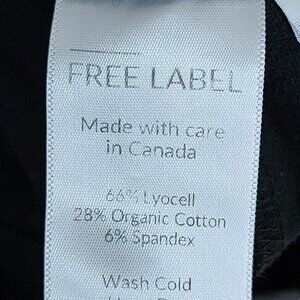 FREE LABEL
Made with care
in Canada
66% Lyocell
28% Organic Cotton
6% Spandex
Wash Cold